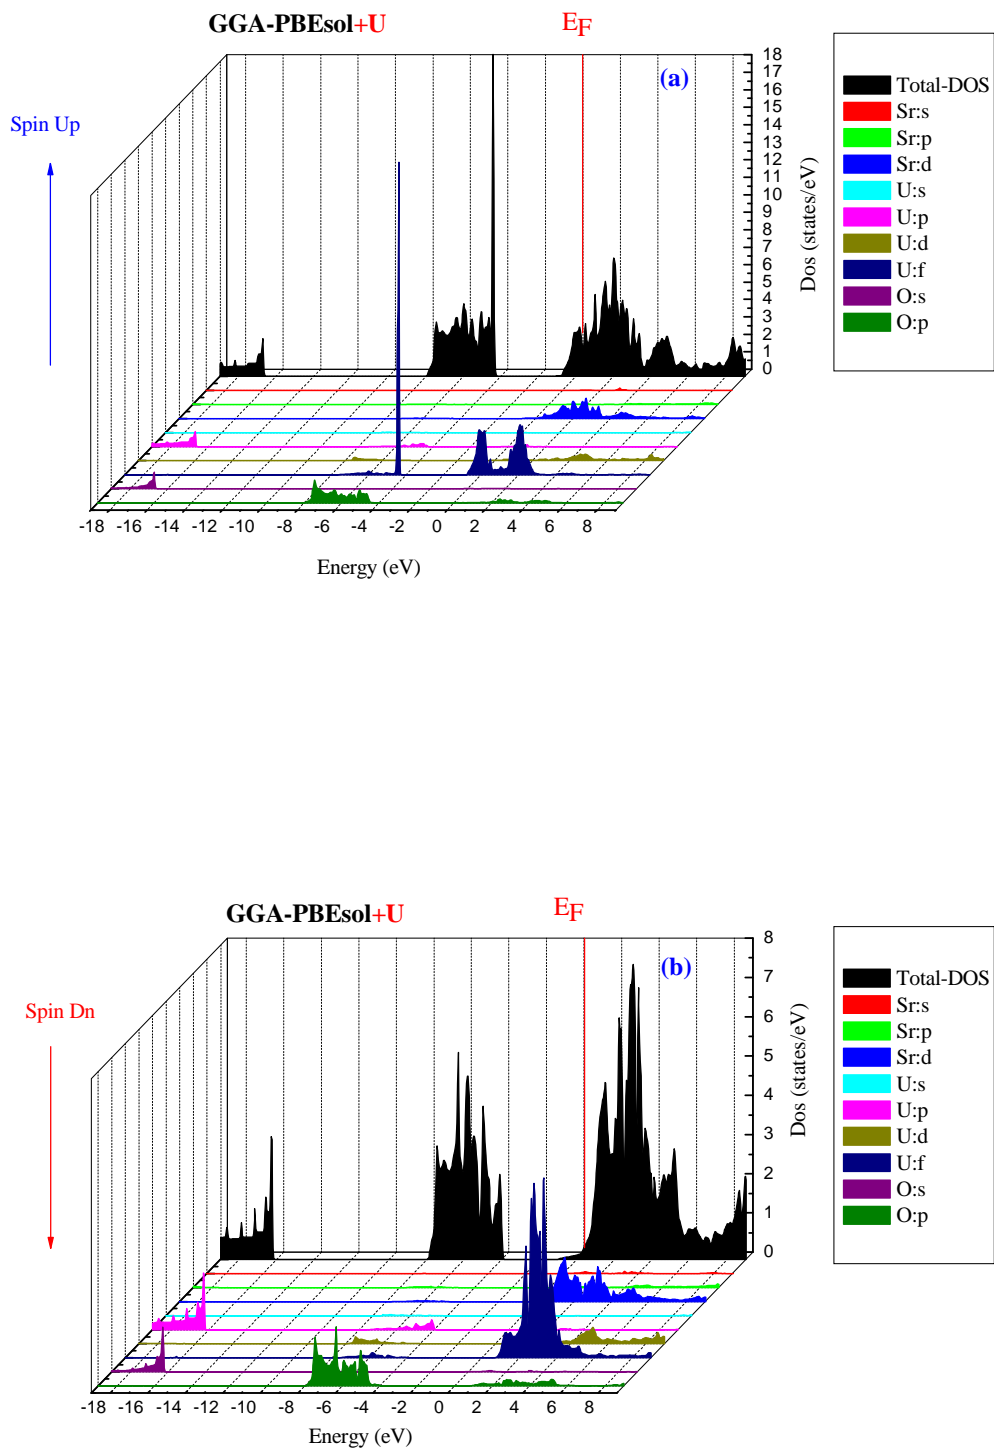 GGA-PBEsol+U
EF
(a)
Spin Up
18
17
16
15
14
13
12
11
10
9
8
7
6
5
4
3
2
1
0
Dos (states/eV)
Total-DOS
Sr:s
Sr:p
Sr:d
U:s
U:p
U:d
U:f
O:s
O:p
-18 -16 -14 -12 -10 -8 -6 -4 -2 0 2 4 6 8
Energy (eV)
GGA-PBEsol+U
EF
(b)
Spin Dn
8
7
6
5
4
3
2
1
0
Dos (states/eV)
Total-DOS
Sr:s
Sr:p
Sr:d
U:s
U:p
U:d
U:f
O:s
O:p
-18 -16 -14 -12 -10 -8 -6 -4 -2 0 2 4 6 8
Energy (eV)